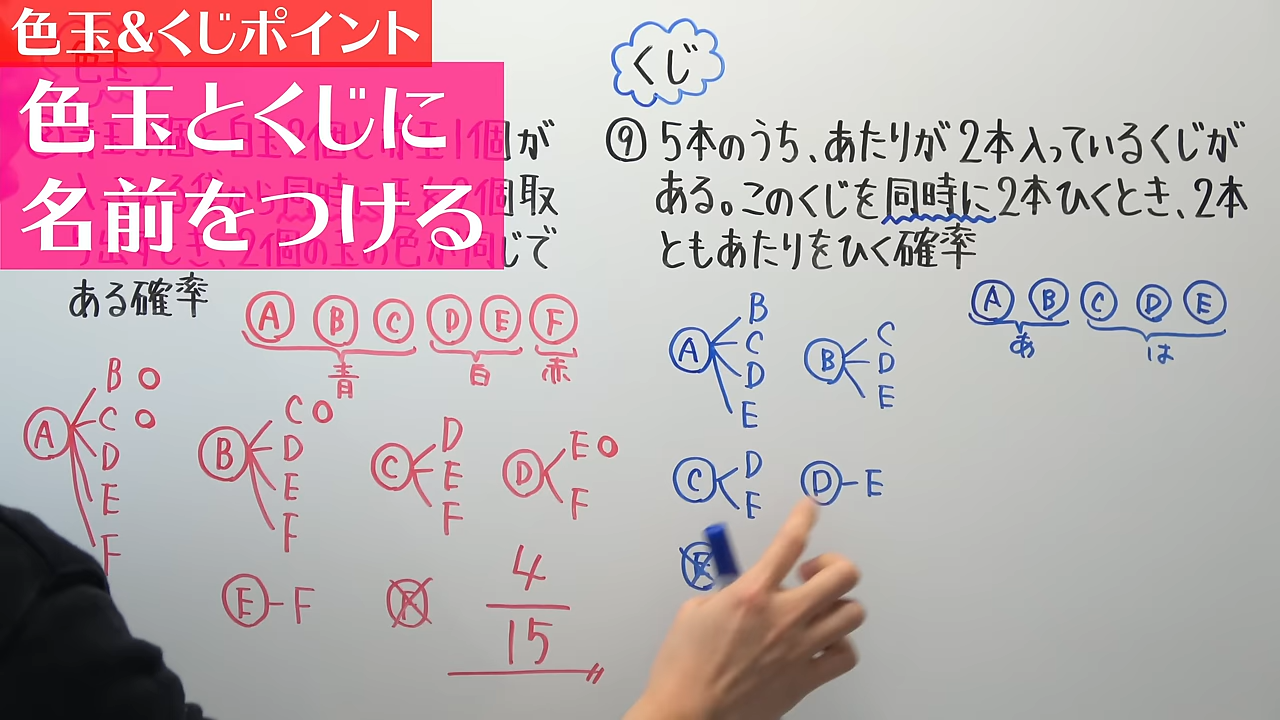 色玉&くじポイント
色玉とくじに
名前をつける
が
取
じで
ある確率
A B C D E F
青 白 赤
A B C D E F
B C D E F
C D E F
D E F
E-F
F
4
15
くじ
⑨ 5本のうち、あたりが2本入っているくじが
ある。このくじを同時に2本ひくとき、2本
ともあたりをひく確率
A B C D E
あ は
A B C D E
B C D E
C D E
D-E
E